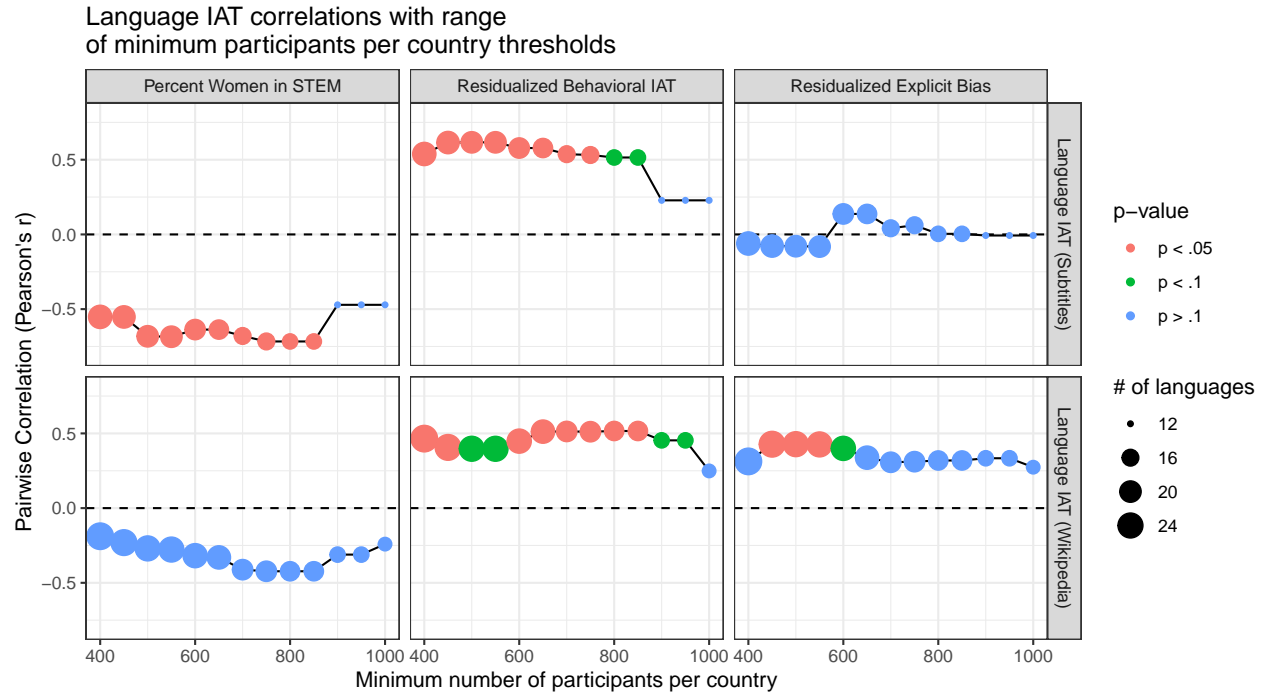 Language IAT correlations with range
of minimum participants per country thresholds
Percent Women in STEM
Residualized Behavioral IAT
Residualized Explicit Bias
Pairwise Correlation (Pearson's r)
0.5
0.0
−0.5
Language IAT (Subtitles)
0.5
0.0
−0.5
Language IAT (Wikipedia)
400 600 800 1000
400 600 800 1000
400 600 800 1000
Minimum number of participants per country
p−value
p < .05
p < .1
p > .1
# of languages
12
16
20
24